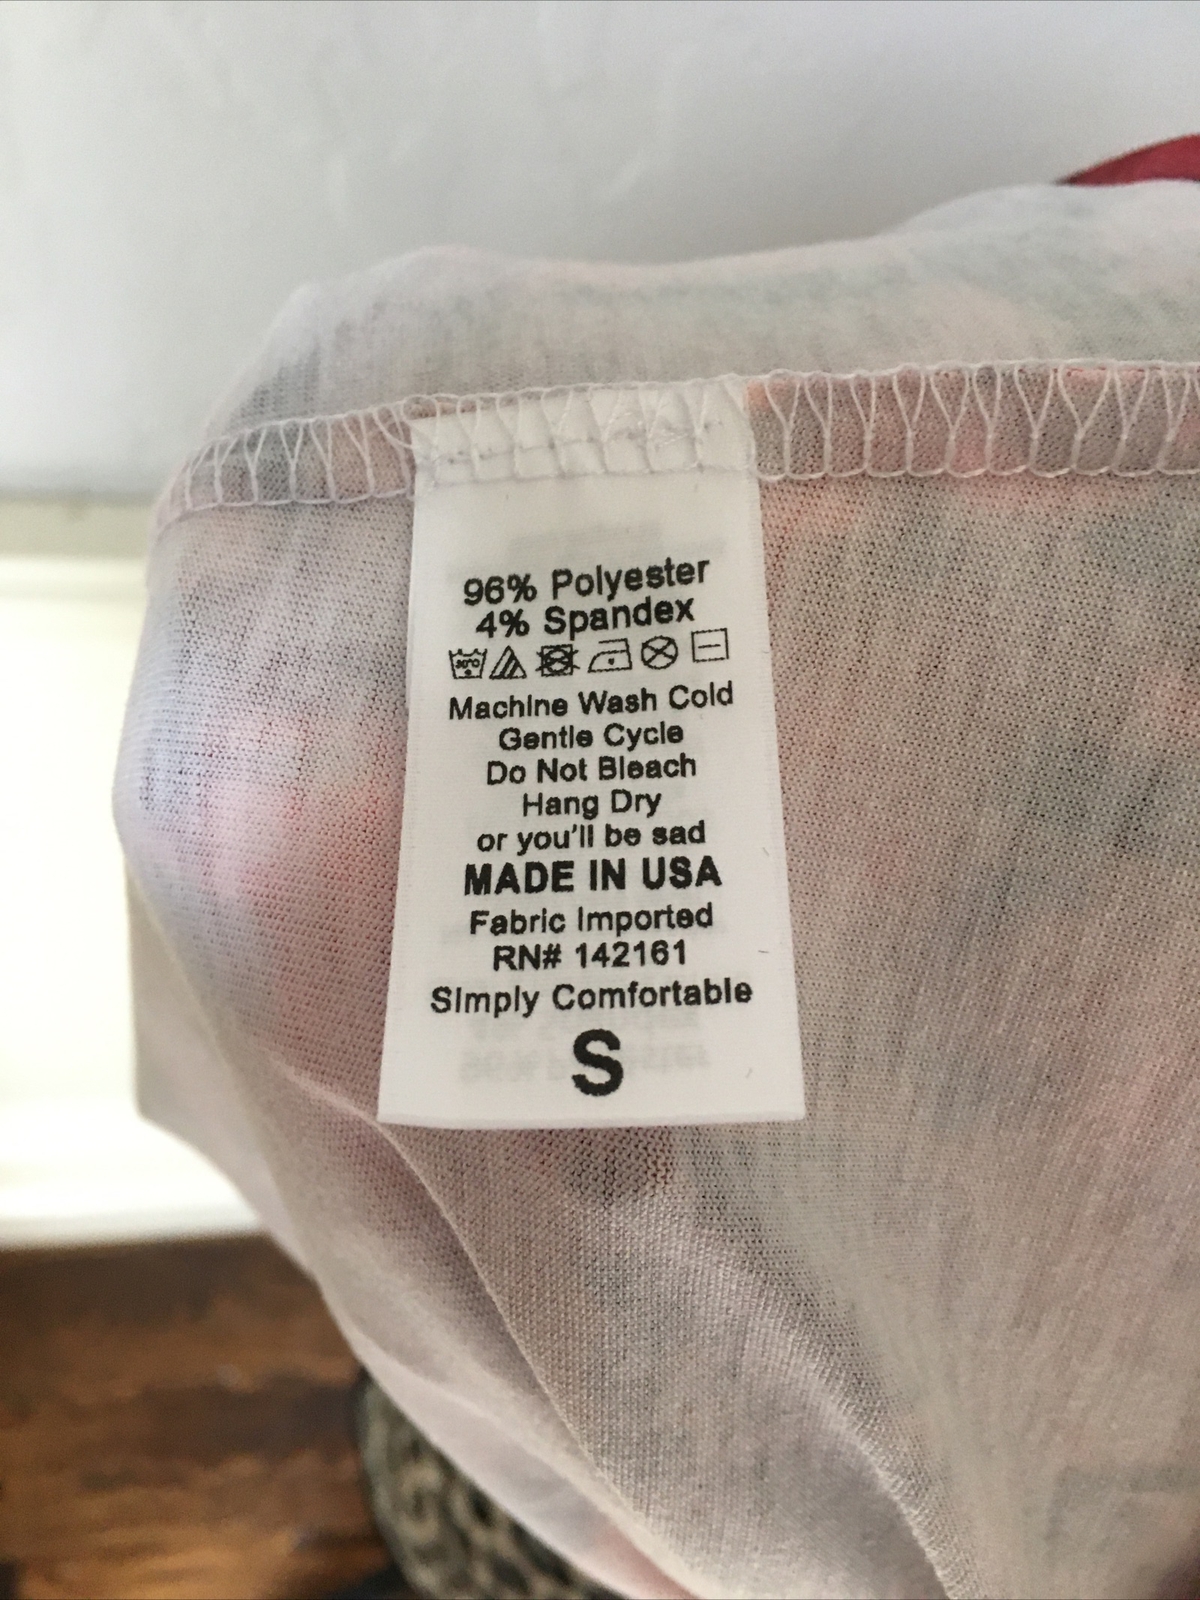 96% Polyester
4% Spandex
30°C
Machine Wash Cold
Gentle Cycle
Do Not Bleach
Hang Dry
or you'll be sad
MADE IN USA
Fabric Imported
RN# 142161
Simply Comfortable
S